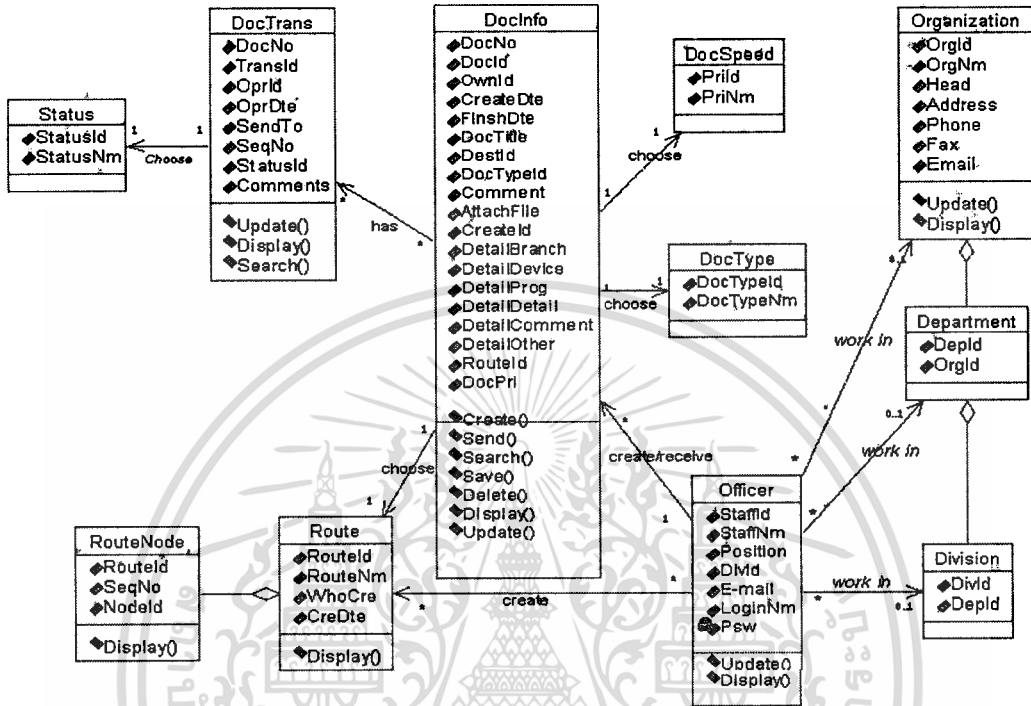 DocTrans
DocNo
TransId
OprId
OprDte
SendTo
SeqNo
StatusId
Comments
Update()
Display()
Search()
Status
StatusId
StatusNm
1
1
Choose
DocInfo
DocNo
DocId
OwnId
CreateDte
FinshDte
DocTitle
DestId
DocTypeId
Comment
AttachFile
CreateId
DetailBranch
DetailDevice
DetailProg
DetailDetail
DetailComment
DetailOther
RouteId
DocPri
Create()
Send()
Search()
Save()
Delete()
Display()
Update()
*
has
*
DocSpeed
PriId
PriNm
1
choose
1
DocType
DocTypeId
DocTypeNm
1
1
choose
Organization
OrgId
OrgNm
Head
Address
Phone
Fax
Email
Update()
Display()
0..1
work in
*
Department
DepId
OrgId
0..1
work in
*
Division
DivId
DepId
work in
*
0..1
Officer
StaffId
StaffNm
Position
DivId
E-mail
LoginNm
Psw
Update()
Display()
*
create/receive
1
1
choose
1
Route
RouteId
RouteNm
WhoCre
CreDte
Display()
*
create
*
RouteNode
RouteId
SeqNo
NodeId
Display()